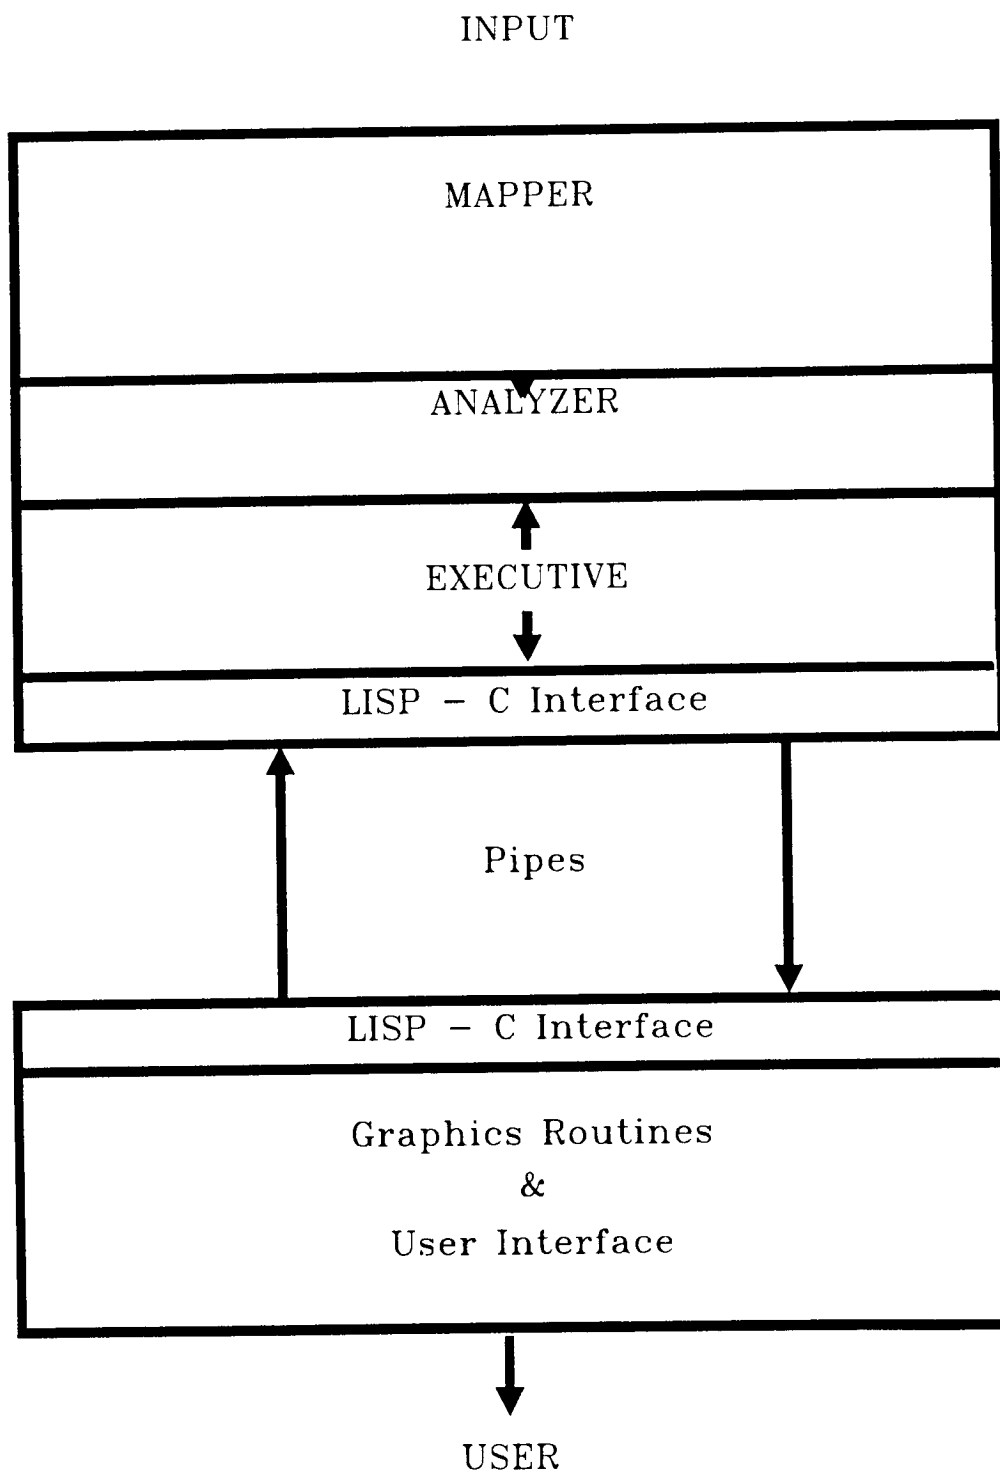 INPUT
MAPPER
ANALYZER
EXECUTIVE
LISP - C Interface
Pipes
LISP - C Interface
Graphics Routines
&
User Interface
USER